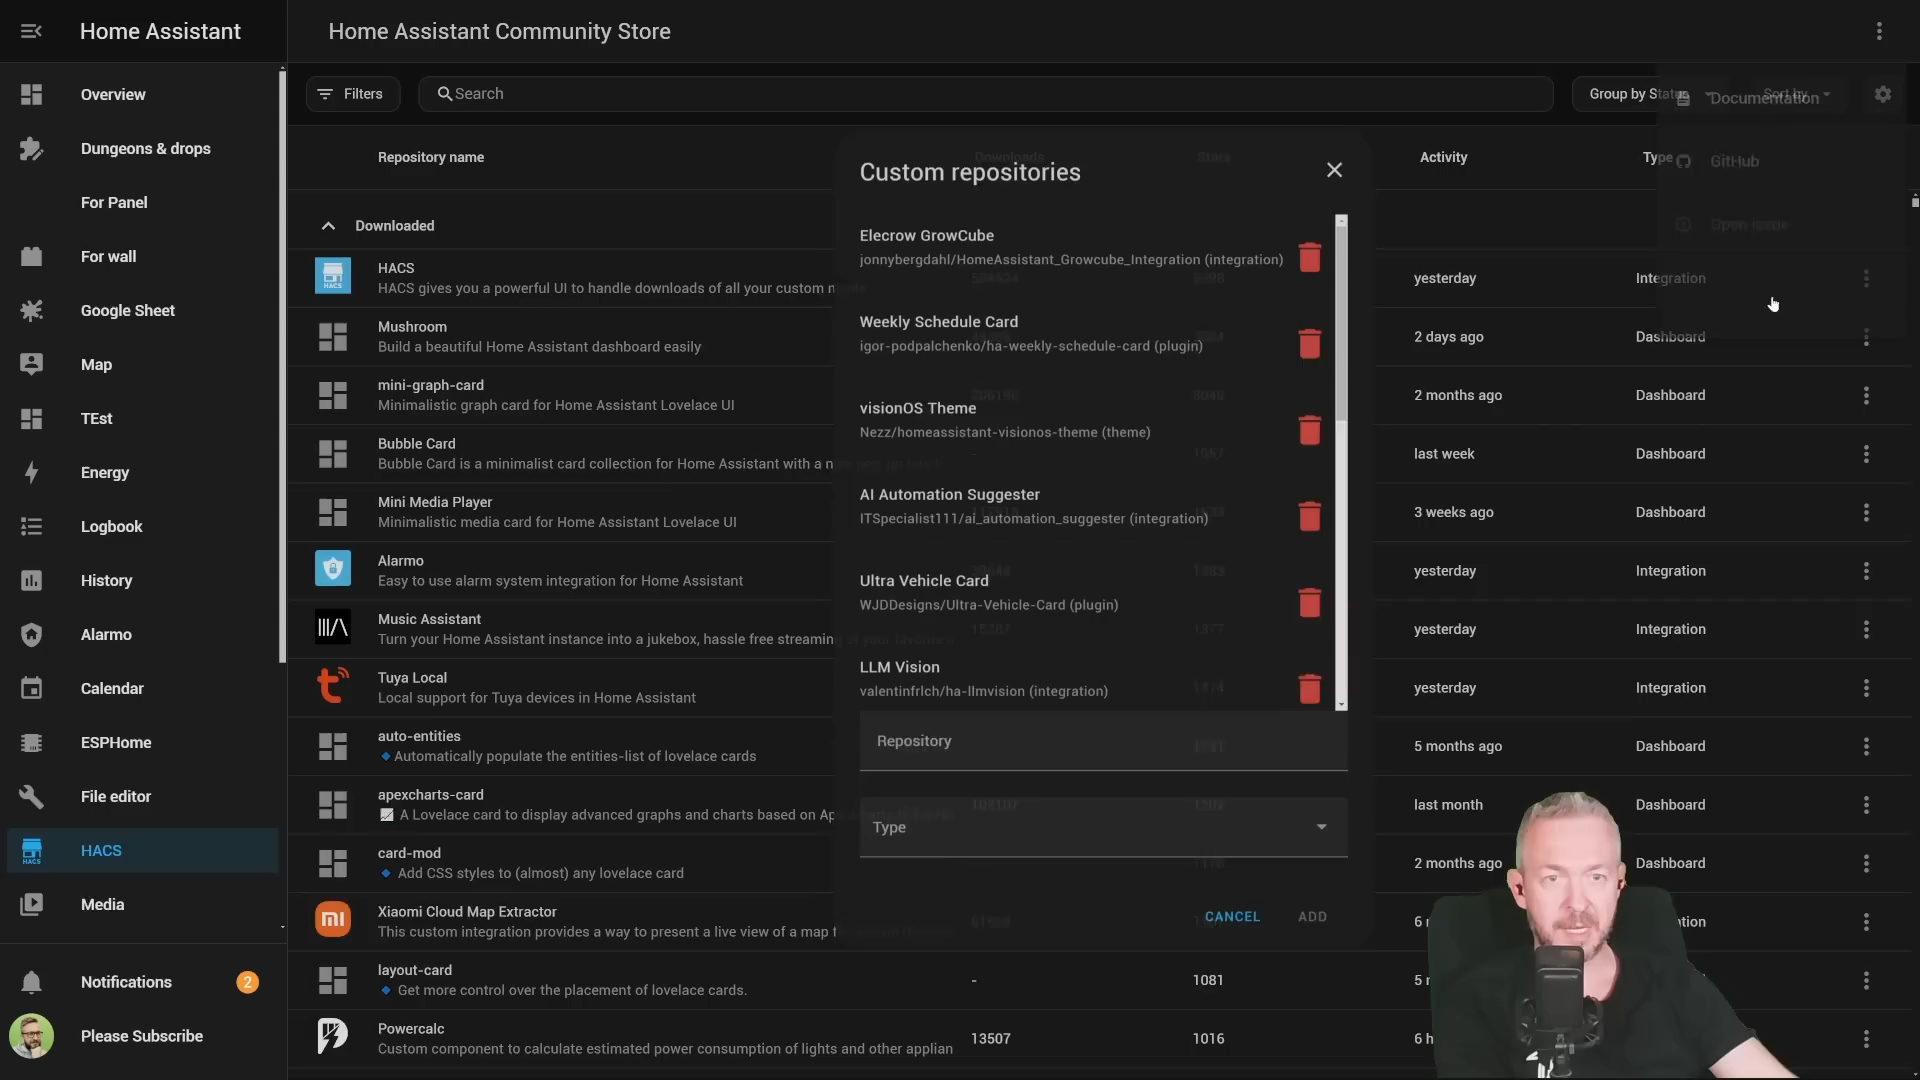 Home Assistant
Overview
Dungeons & drops
For Panel
For wall
Google Sheet
Map
TEst
Energy
Logbook
History
Alarmo
Calendar
ESPHome
File editor
HACS
HACS
Media
Notifications
2
Please Subscribe
Home Assistant Community Store
Filters
Search
Group by Status
Sort by
Documentation
GitHub
Open issue
Repository name
Downloads
Stars
Activity
Type
Downloaded
HACS
HACS
HACS gives you a powerful UI to handle downloads of all your custom
yesterday
Integration
Mushroom
Build a beautiful Home Assistant dashboard easily
2 days ago
Dashboard
mini-graph-card
Minimalistic graph card for Home Assistant Lovelace UI
2 months ago
Dashboard
Bubble Card
Bubble Card is a minimalist card collection for Home Assistant with a
last week
Dashboard
Mini Media Player
Minimalistic media card for Home Assistant Lovelace UI
3 weeks ago
Dashboard
Alarmo
Easy to use alarm system integration for Home Assistant
yesterday
Integration
Music Assistant
Turn your Home Assistant instance into a jukebox, hassle free streaming
yesterday
Integration
Tuya Local
Local support for Tuya devices in Home Assistant
yesterday
Integration
auto-entities
Automatically populate the entities-list of lovelace cards
5 months ago
Dashboard
apexcharts-card
A Lovelace card to display advanced graphs and charts based on
last month
Dashboard
card-mod
Add CSS styles to (almost) any lovelace card
2 months ago
Dashboard
mi
Xiaomi Cloud Map Extractor
This custom integration provides a way to present a live view of a map
6
layout-card
Get more control over the placement of lovelace cards.
-
1081
5
Powercalc
Custom component to calculate estimated power consumption of lights and other applian
13507
1016
6 h
Custom repositories
Elecrow GrowCube
jonnybergdahl/HomeAssistant_Growcube_Integration (integration)
Weekly Schedule Card
igor-podpalchenko/ha-weekly-schedule-card (plugin)
visionOS Theme
Nezz/homeassistant-visionos-theme (theme)
AI Automation Suggester
ITSpecialist111/ai_automation_suggester (integration)
Ultra Vehicle Card
WJDDesigns/Ultra-Vehicle-Card (plugin)
LLM Vision
valentinfrlch/ha-llmvision (integration)
Repository
Type
CANCEL
ADD